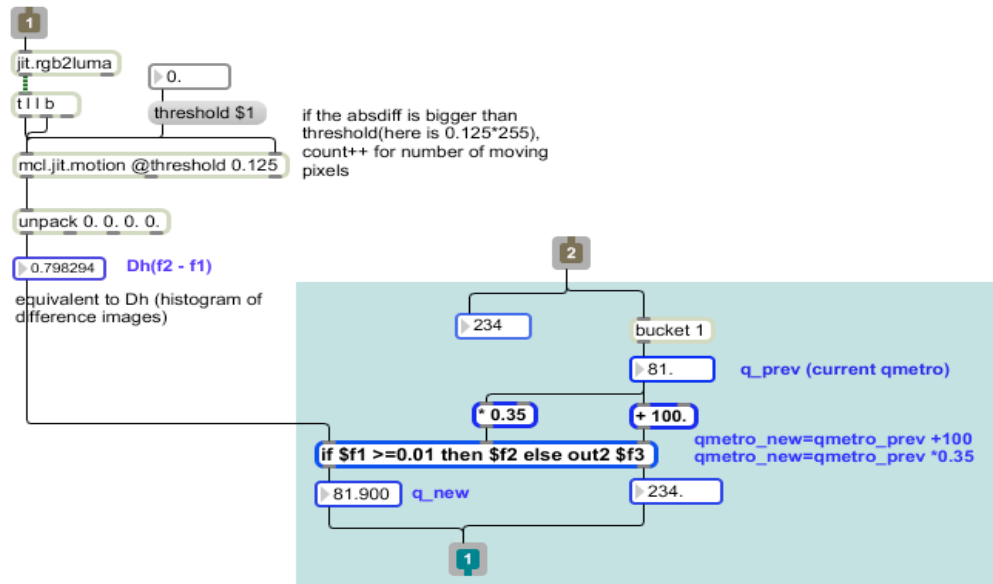 1
jit.rgb2luma
0.
t l l b
threshold $1
if the absdiff is bigger than
threshold(here is 0.125*255),
count++ for number of moving
pixels
mcl.jit.motion @threshold 0.125
unpack 0. 0. 0. 0.
0.798294
Dh(f2 - f1)
equivalent to Dh (histogram of
difference images)
2
234
bucket 1
81.
q_prev (current qmetro)
* 0.35
+ 100.
qmetro_new=qmetro_prev +100
qmetro_new=qmetro_prev *0.35
if $f1 >=0.01 then $f2 else out2 $f3
81.900
q_new
234.
1